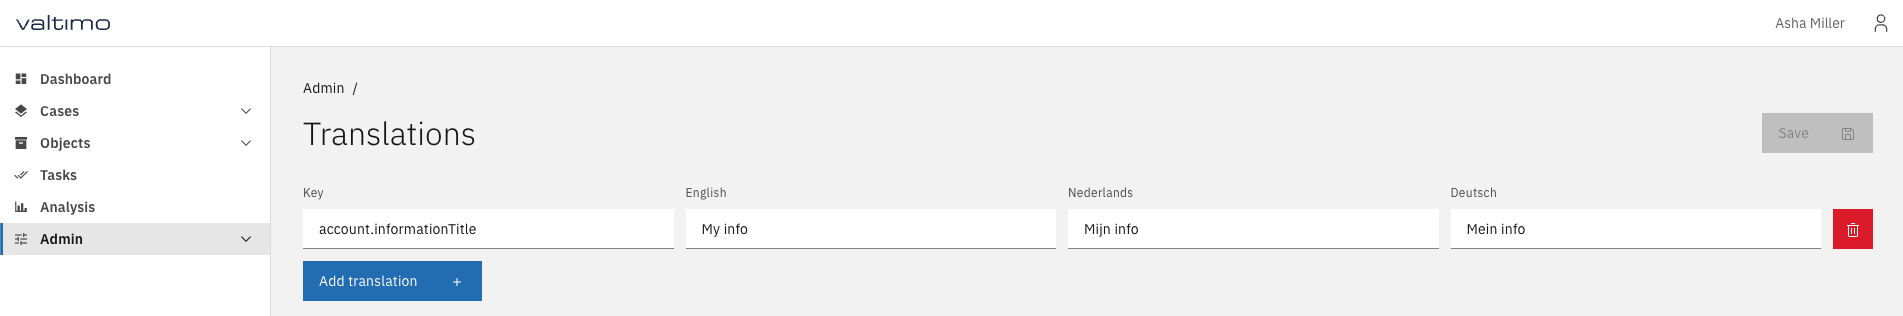 valtimo
Asha Miller
Dashboard
Cases
Objects
Tasks
Analysis
Admin
Admin /
Translations
Save
Key English Nederlands Deutsch
account.informationTitle My info Mijn info Mein info
Add translation +